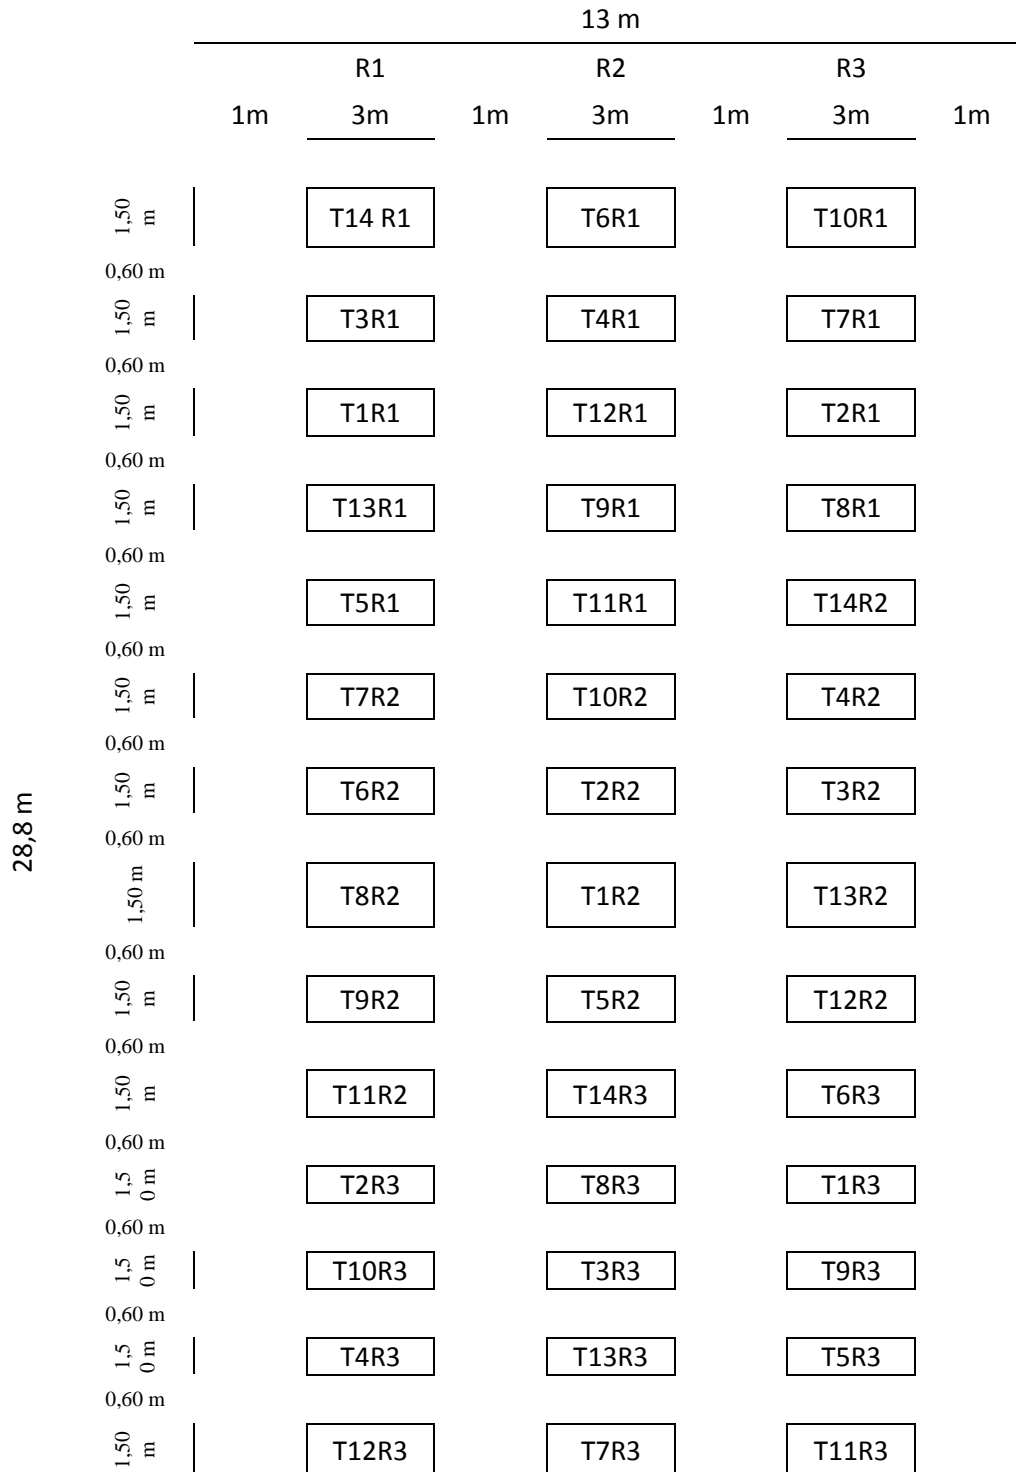 13 m
R1 R2 R3
1m 3m 1m 3m 1m 3m 1m
1,50 m T14 R1 T6R1 T10R1
0,60 m
1,50 m T3R1 T4R1 T7R1
0,60 m
1,50 m T1R1 T12R1 T2R1
0,60 m
1,50 m T13R1 T9R1 T8R1
0,60 m
1,50 m T5R1 T11R1 T14R2
0,60 m
1,50 m T7R2 T10R2 T4R2
0,60 m
1,50 m T6R2 T2R2 T3R2
28,8 m
0,60 m
1,50 m T8R2 T1R2 T13R2
0,60 m
1,50 m T9R2 T5R2 T12R2
0,60 m
1,50 m T11R2 T14R3 T6R3
0,60 m
1,5 0 m T2R3 T8R3 T1R3
0,60 m
1,5 0 m T10R3 T3R3 T9R3
0,60 m
1,5 0 m T4R3 T13R3 T5R3
0,60 m
1,50 m T12R3 T7R3 T11R3